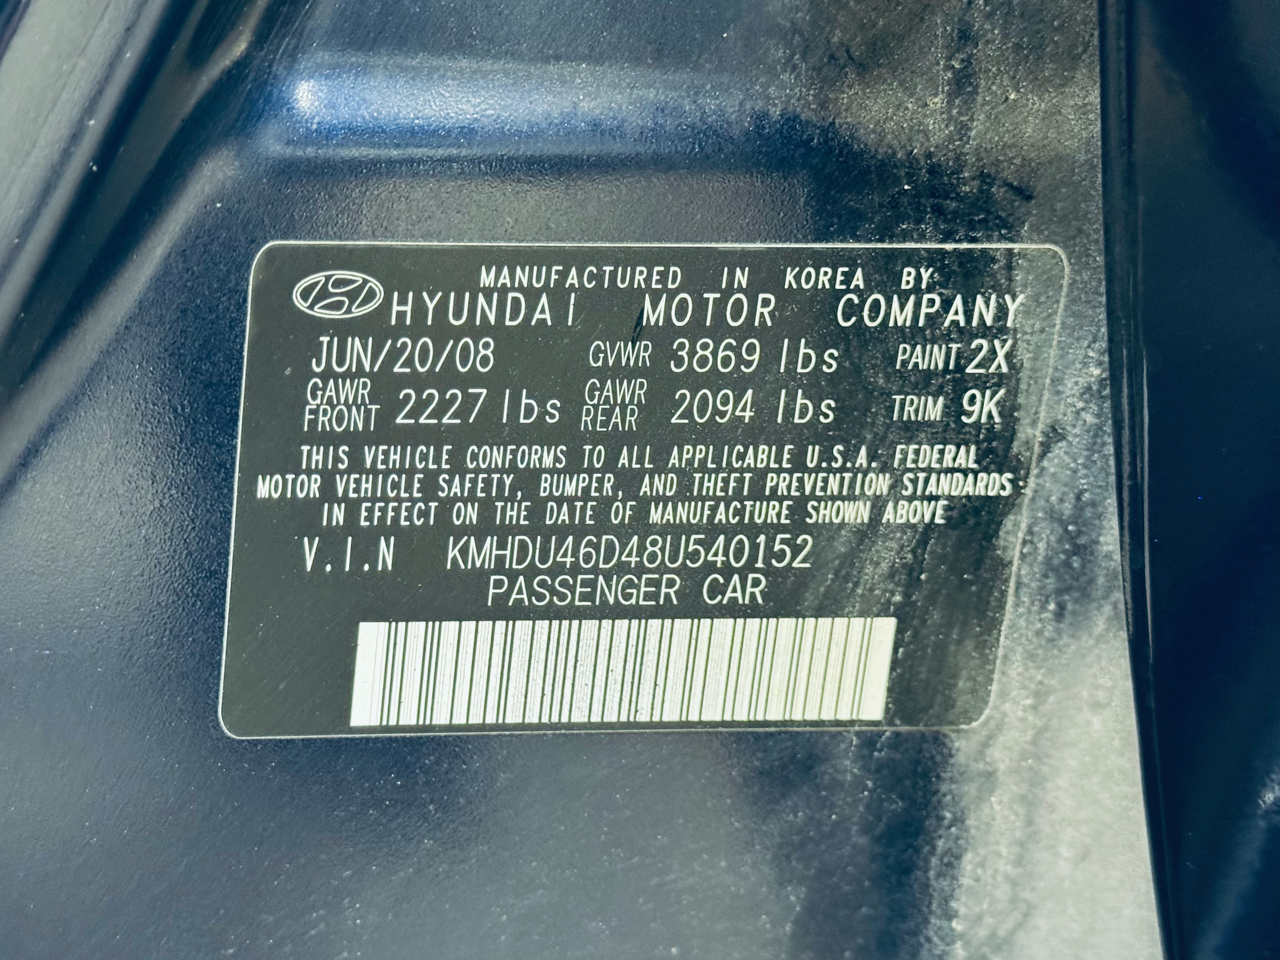 MANUFACTURED IN KOREA BY
HYUNDAI MOTOR COMPANY
JUN/20/08 GVWR 3869 lbs PAINT 2X
GAWR FRONT 2227 lbs GAWR REAR 2094 lbs TRIM 9K
THIS VEHICLE CONFORMS TO ALL APPLICABLE U.S.A. FEDERAL
MOTOR VEHICLE SAFETY, BUMPER, AND THEFT PREVENTION STANDARDS
IN EFFECT ON THE DATE OF MANUFACTURE SHOWN ABOVE
V.I.N KMHDU46D48U540152
PASSENGER CAR